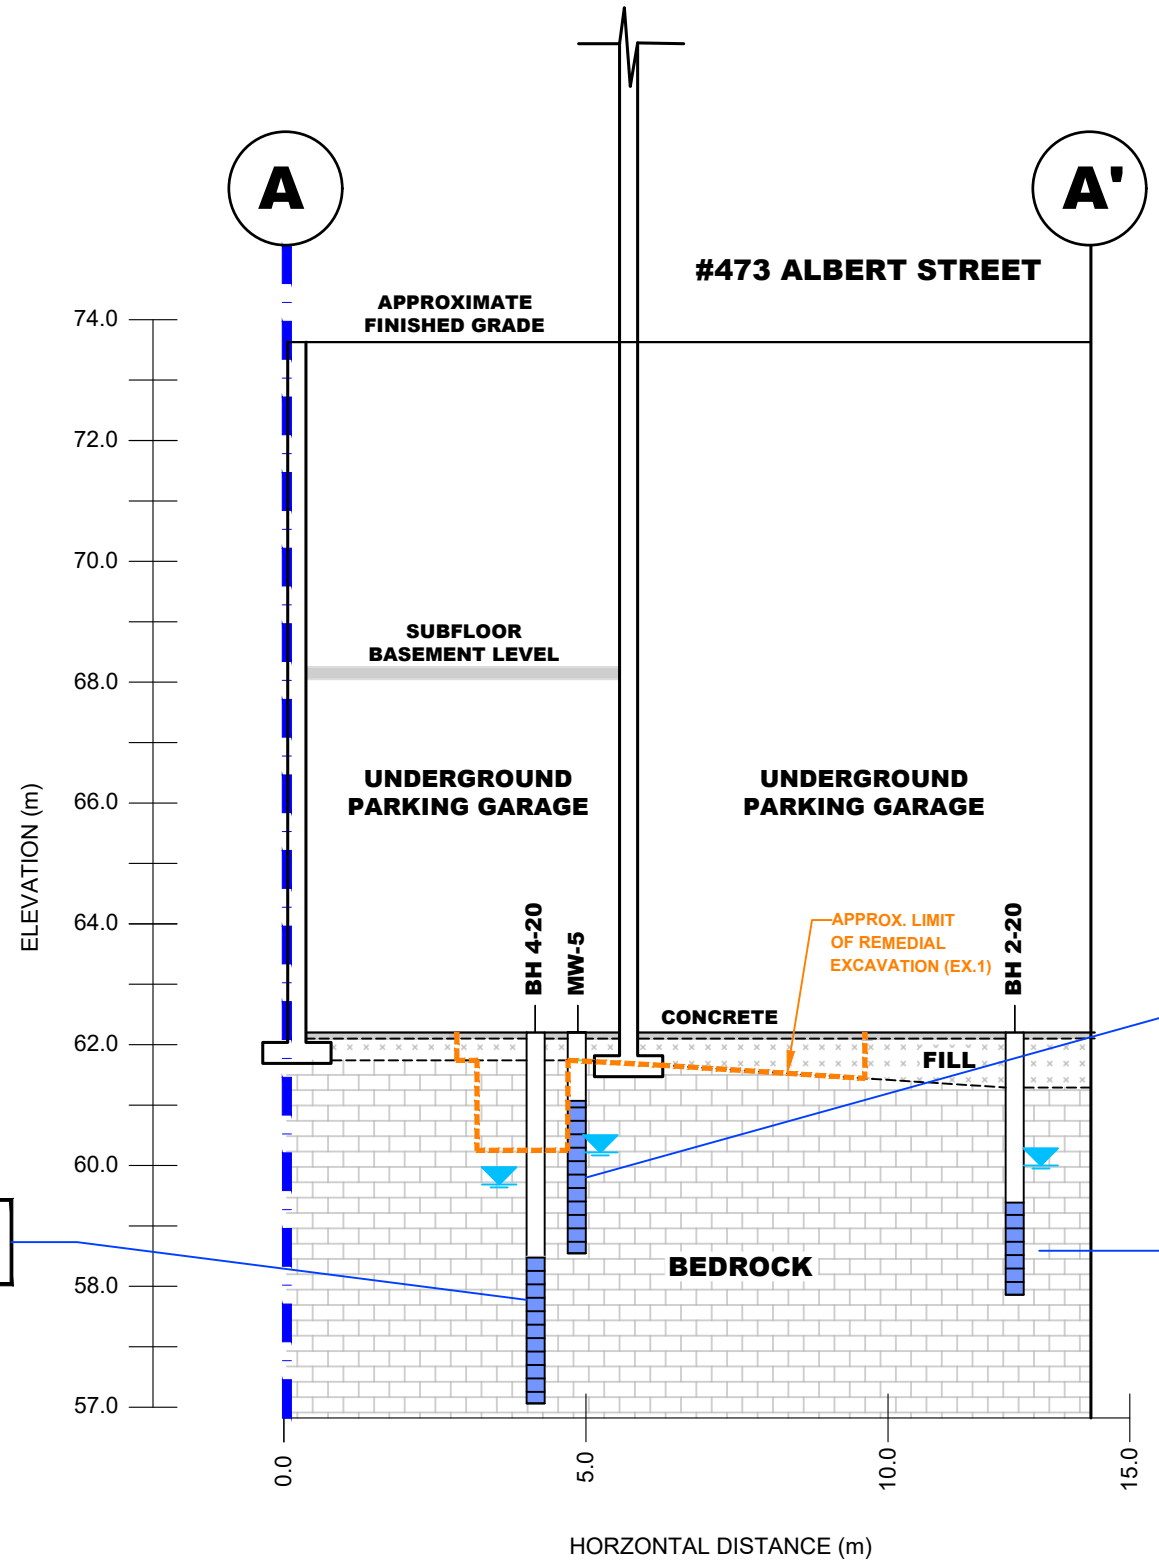 A
A'
#473 ALBERT STREET
APPROXIMATE
FINISHED GRADE
74.0
72.0
70.0
SUBFLOOR
BASEMENT LEVEL
68.0
UNDERGROUND
PARKING GARAGE
UNDERGROUND
PARKING GARAGE
66.0
ELEVATION (m)
64.0
BH 4-20
MW-5
APPROX. LIMIT
OF REMEDIAL
EXCAVATION (EX.1)
BH 2-20
CONCRETE
62.0
FILL
60.0
BEDROCK
58.0
57.0
0.0
5.0
10.0
15.0
HORZONTAL DISTANCE (m)